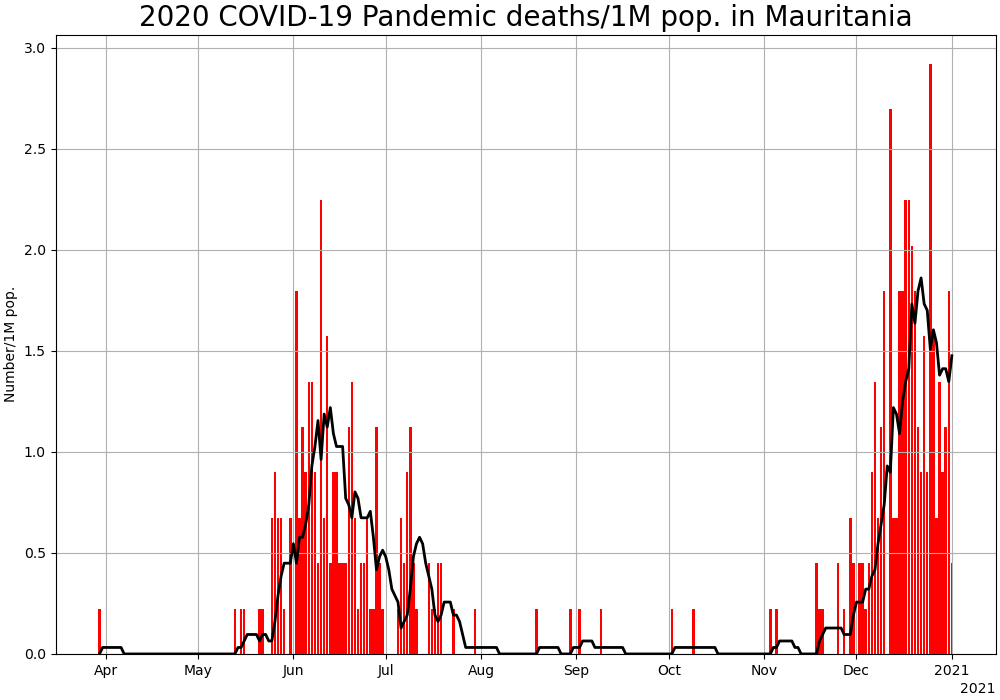 2020 COVID-19 Pandemic deaths/1M pop. in Mauritania
Number/1M pop.
3.0
2.5
2.0
1.5
1.0
0.5
0.0
Apr May Jun Jul Aug Sep Oct Nov Dec 2021
2021